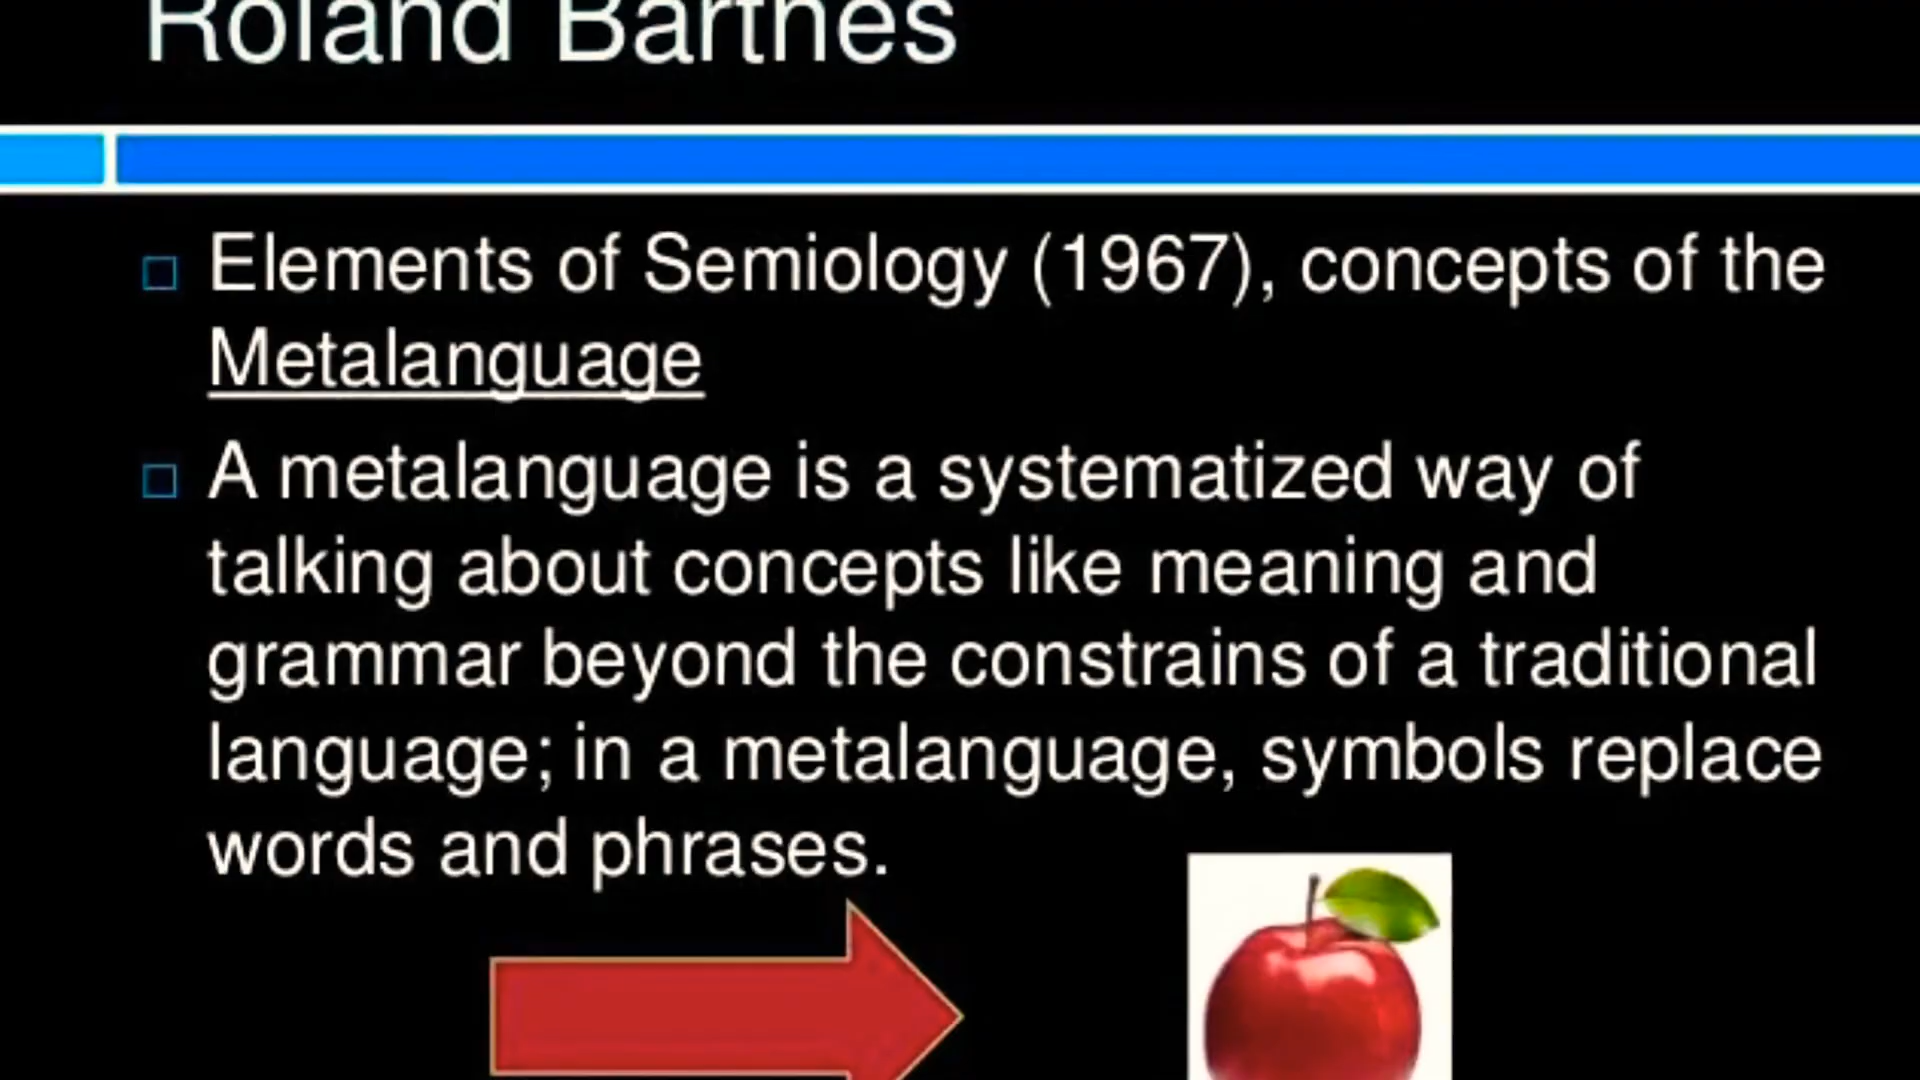 Roland Barthes
Elements of Semiology (1967), concepts of the
Metalanguage
A metalanguage is a systematized way of
talking about concepts like meaning and
grammar beyond the constrains of a traditional
language; in a metalanguage, symbols replace
words and phrases.